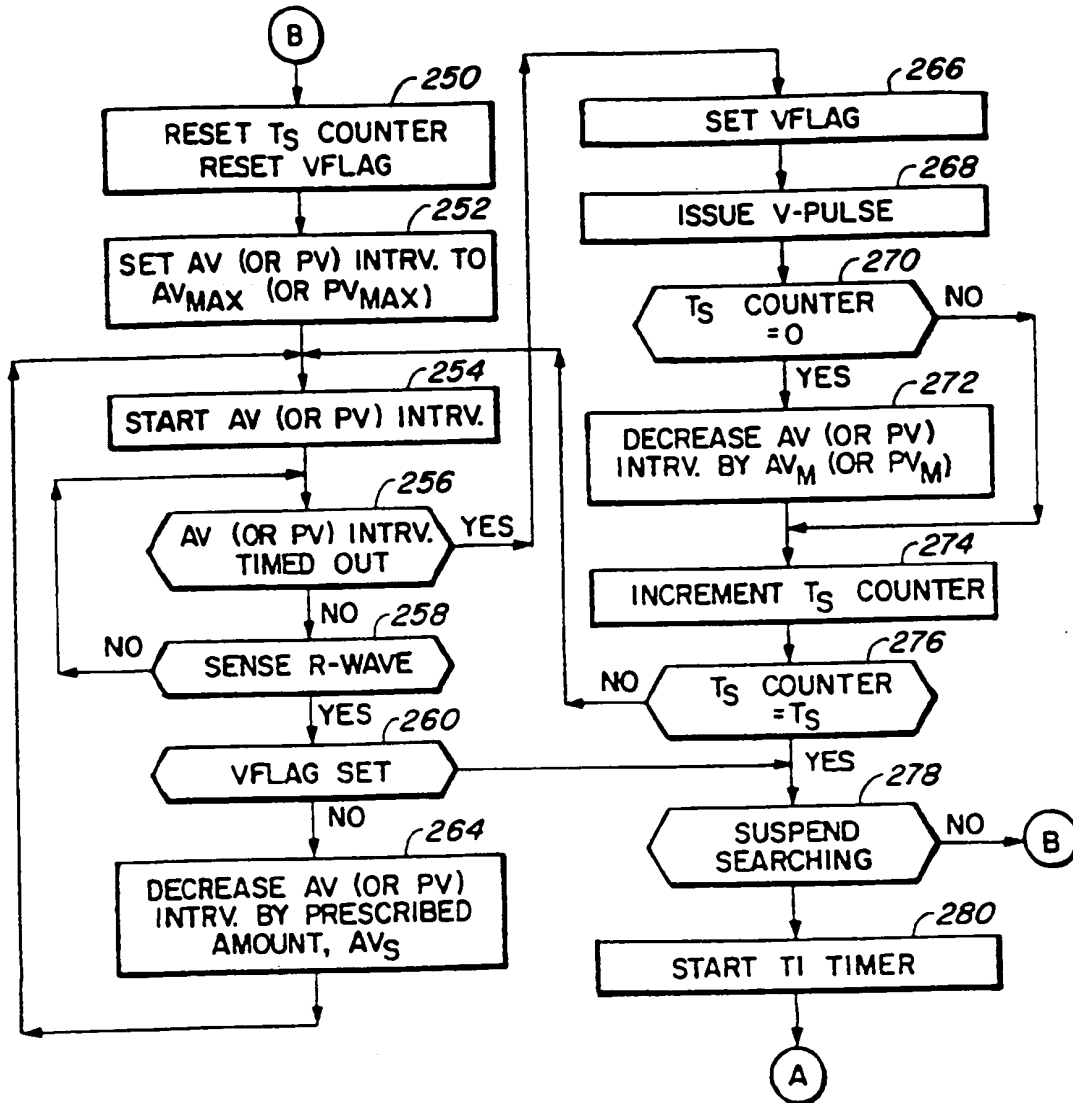 B
250
RESET TS COUNTER
RESET VFLAG
252
SET AV (OR PV) INTRV. TO
AVMAX (OR PVMAX)
254
START AV (OR PV) INTRV.
256
AV (OR PV) INTRV.
TIMED OUT
YES
NO
258
SENSE R-WAVE
NO
YES
260
VFLAG SET
NO
264
DECREASE AV (OR PV)
INTRV. BY PRESCRIBED
AMOUNT, AVS
266
SET VFLAG
268
ISSUE V-PULSE
270
TS COUNTER
=0
NO
YES
272
DECREASE AV (OR PV)
INTRV. BY AVM (OR PVM)
274
INCREMENT TS COUNTER
276
TS COUNTER
=TS
NO
YES
278
SUSPEND
SEARCHING
NO
B
280
START TI TIMER
A